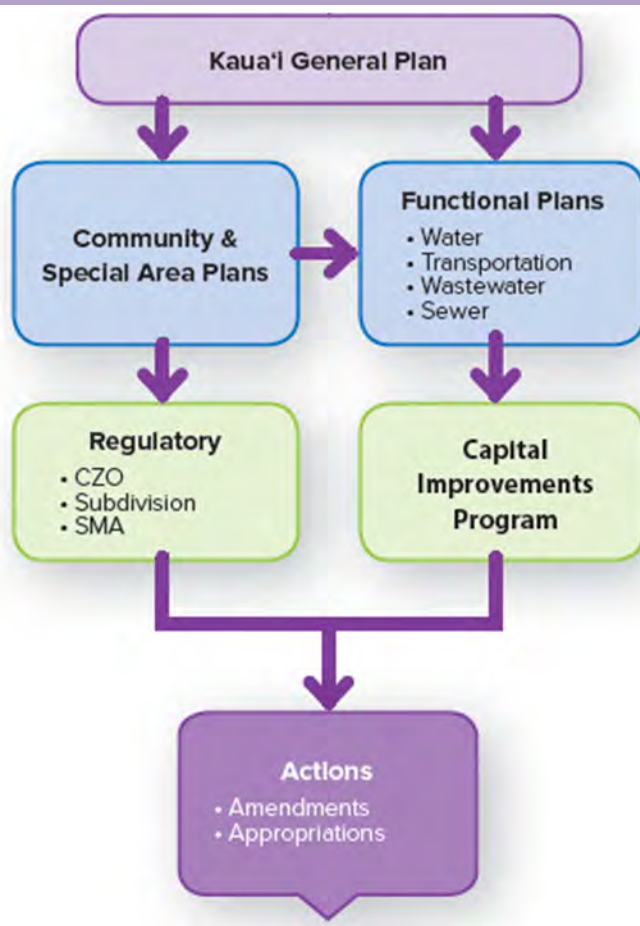 Kauaʻi General Plan
Community &
Special Area Plans
Functional Plans
• Water
• Transportation
• Wastewater
• Sewer
Regulatory
• CZO
• Subdivision
• SMA
Capital
Improvements
Program
Actions
• Amendments
• Appropriations